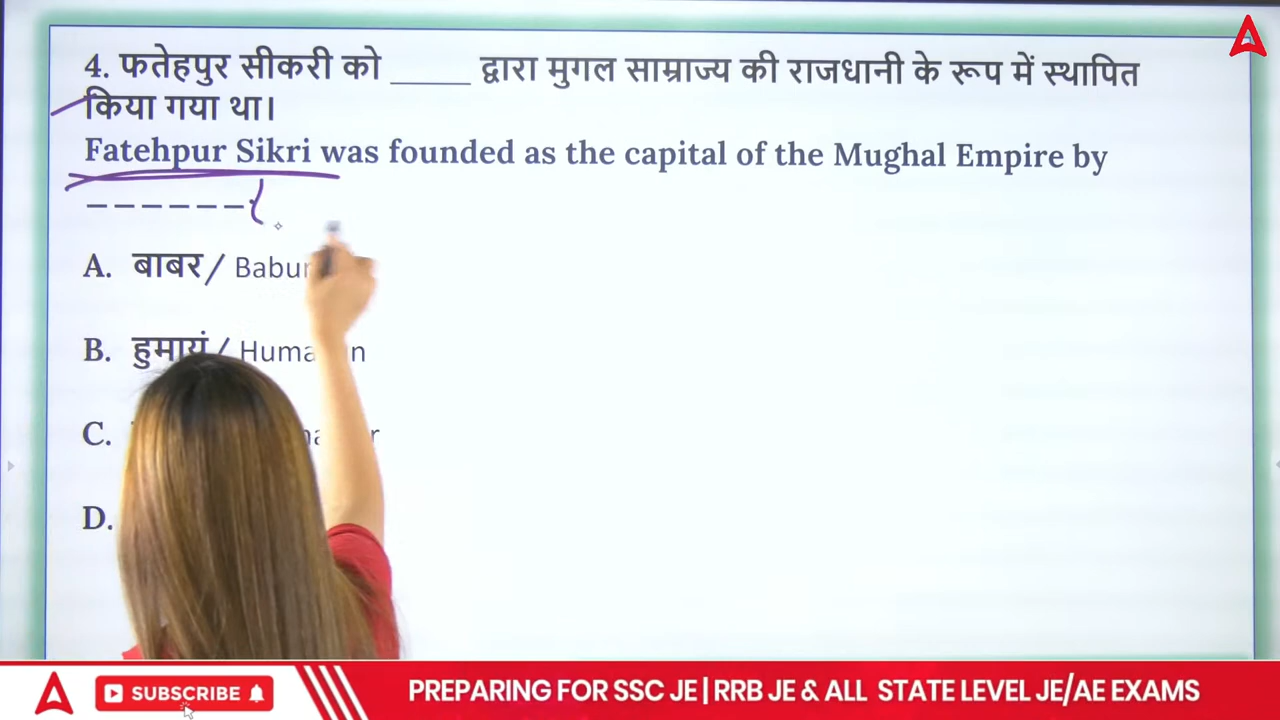 4. फतेहपुर सीकरी को _____ द्वारा मुगल साम्राज्य की राजधानी के रूप में स्थापित
किया गया था।
Fatehpur Sikri was founded as the capital of the Mughal Empire by
------
A. बाबर/ Babur
B. हुमायूं/
C.
D.
SUBSCRIBE
PREPARING FOR SSC JE | RRB JE & ALL STATE LEVEL JE/AE EXAMS